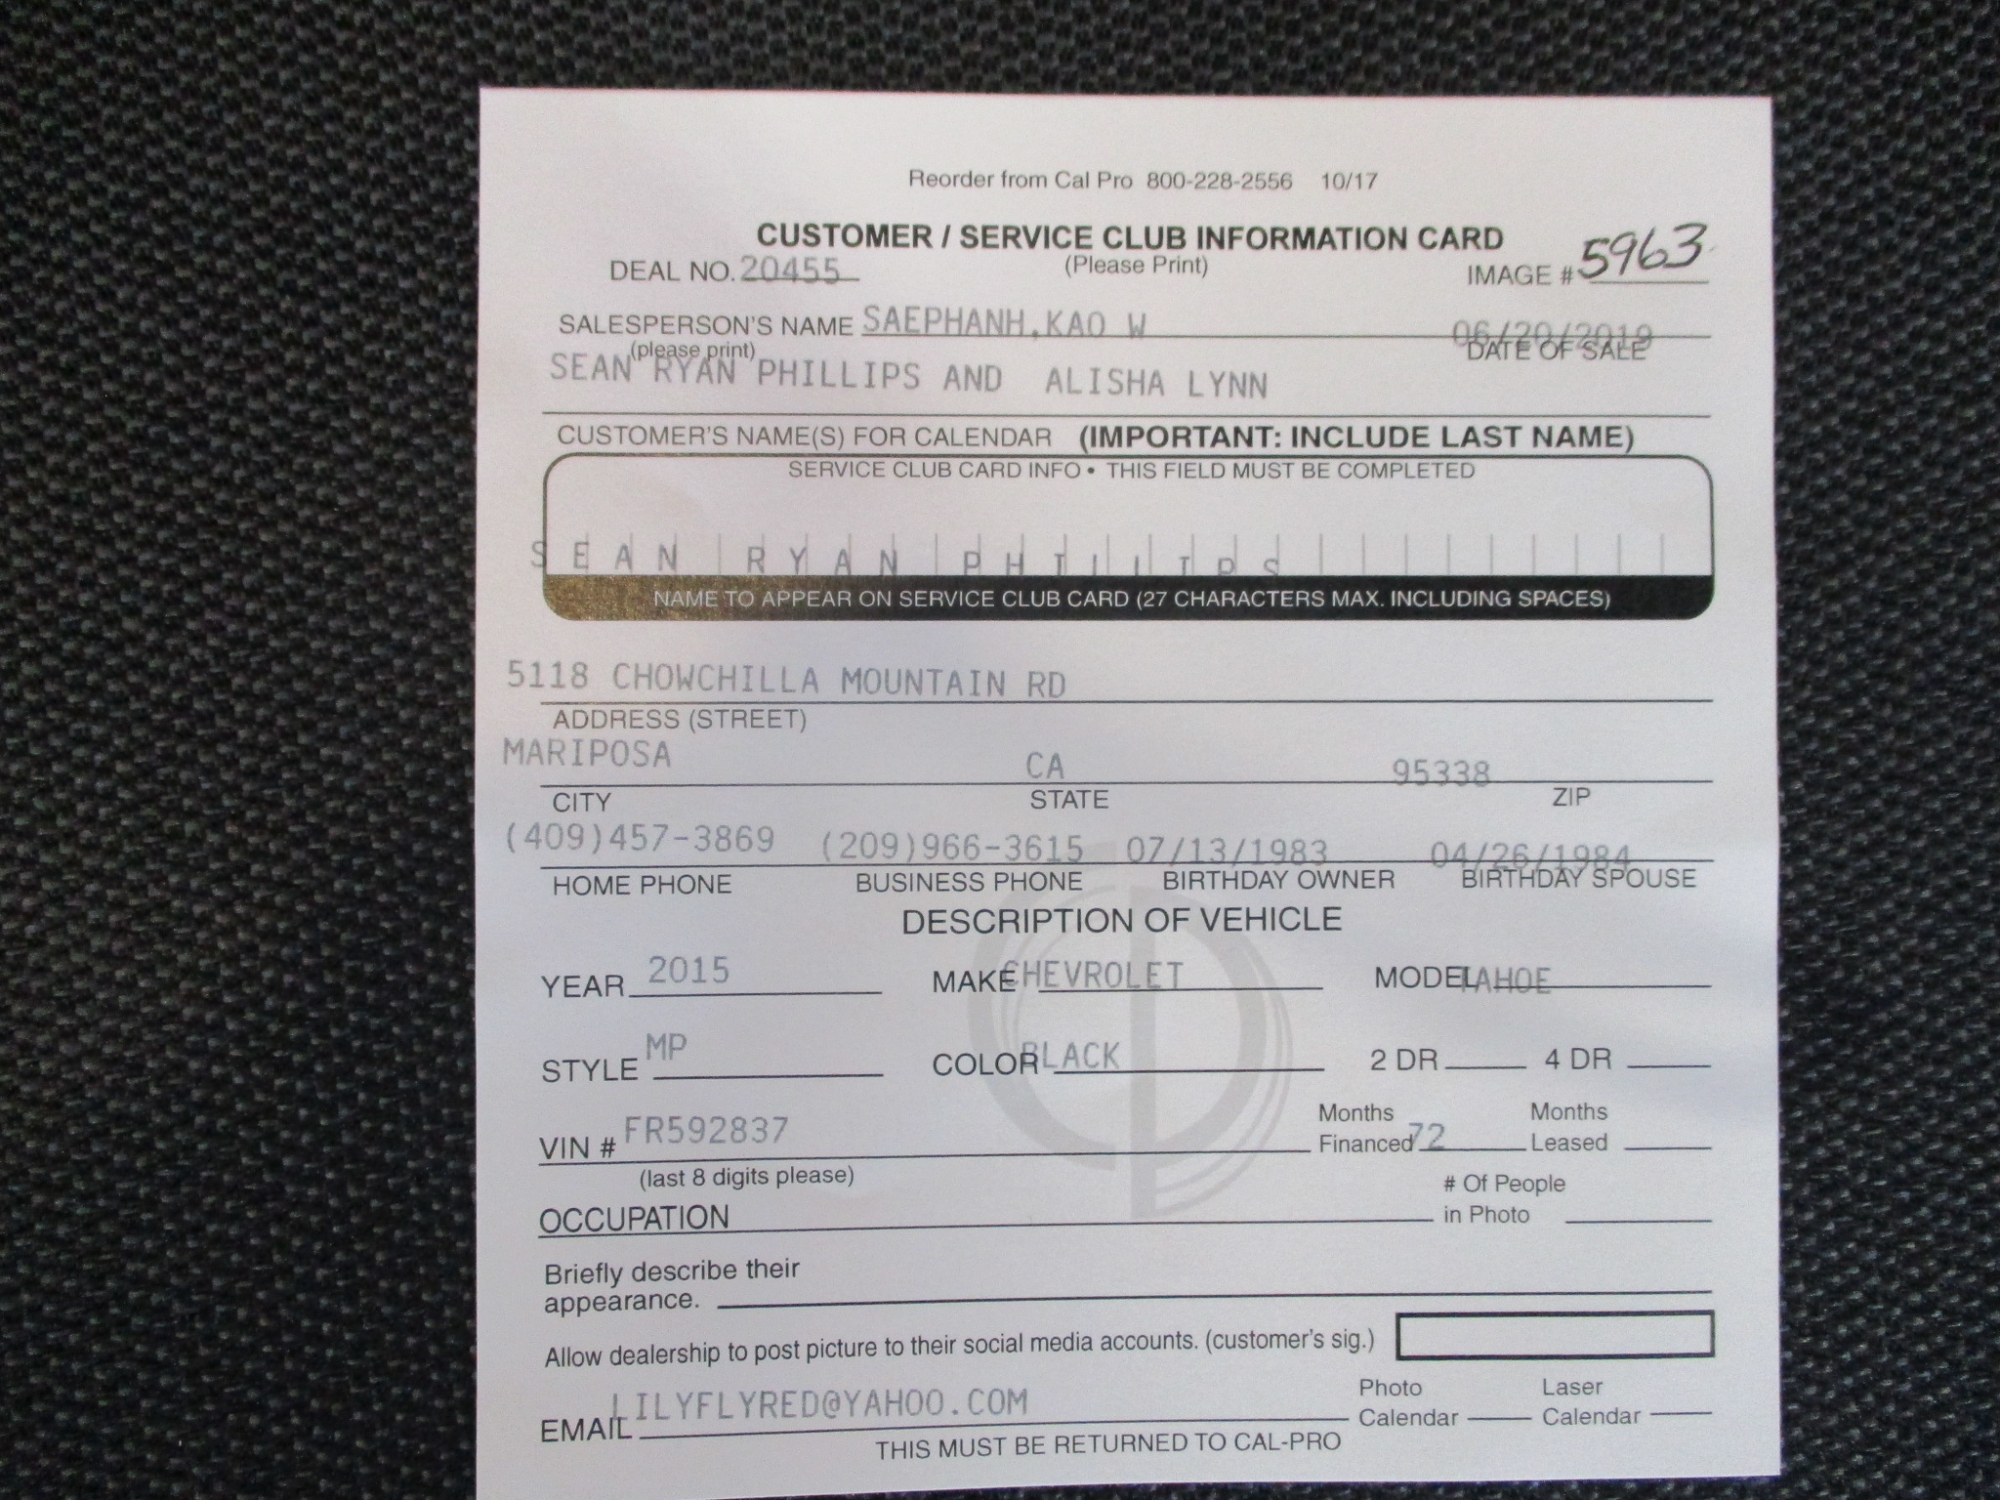 Reorder from Cal Pro 800-228-2556 10/17
CUSTOMER / SERVICE CLUB INFORMATION CARD
DEAL NO. 20455 (Please Print) IMAGE # 5963
SALESPERSON'S NAME SAEPHANH,KAO W 06/20/2019
(please print) DATE OF SALE
SEAN RYAN PHILLIPS AND ALISHA LYNN
CUSTOMER'S NAME(S) FOR CALENDAR (IMPORTANT: INCLUDE LAST NAME)
SERVICE CLUB CARD INFO • THIS FIELD MUST BE COMPLETED
SEAN RYAN PHILLIPS
NAME TO APPEAR ON SERVICE CLUB CARD (27 CHARACTERS MAX. INCLUDING SPACES)
5118 CHOWCHILLA MOUNTAIN RD
ADDRESS (STREET)
MARIPOSA CA 95338
CITY STATE ZIP
(409)457-3869 (209)966-3615 07/13/1983 04/26/1984
HOME PHONE BUSINESS PHONE BIRTHDAY OWNER BIRTHDAY SPOUSE
DESCRIPTION OF VEHICLE
YEAR 2015 MAKE CHEVROLET MODEL TAHOE
STYLE MP COLOR BLACK 2 DR 4 DR
Months Months
VIN # FR592837 Financed 72 Leased
(last 8 digits please) # Of People
OCCUPATION in Photo
Briefly describe their
appearance.
Allow dealership to post picture to their social media accounts. (customer's sig.)
Photo Laser
EMAIL LILYFLYRED@YAHOO.COM Calendar Calendar
THIS MUST BE RETURNED TO CAL-PRO